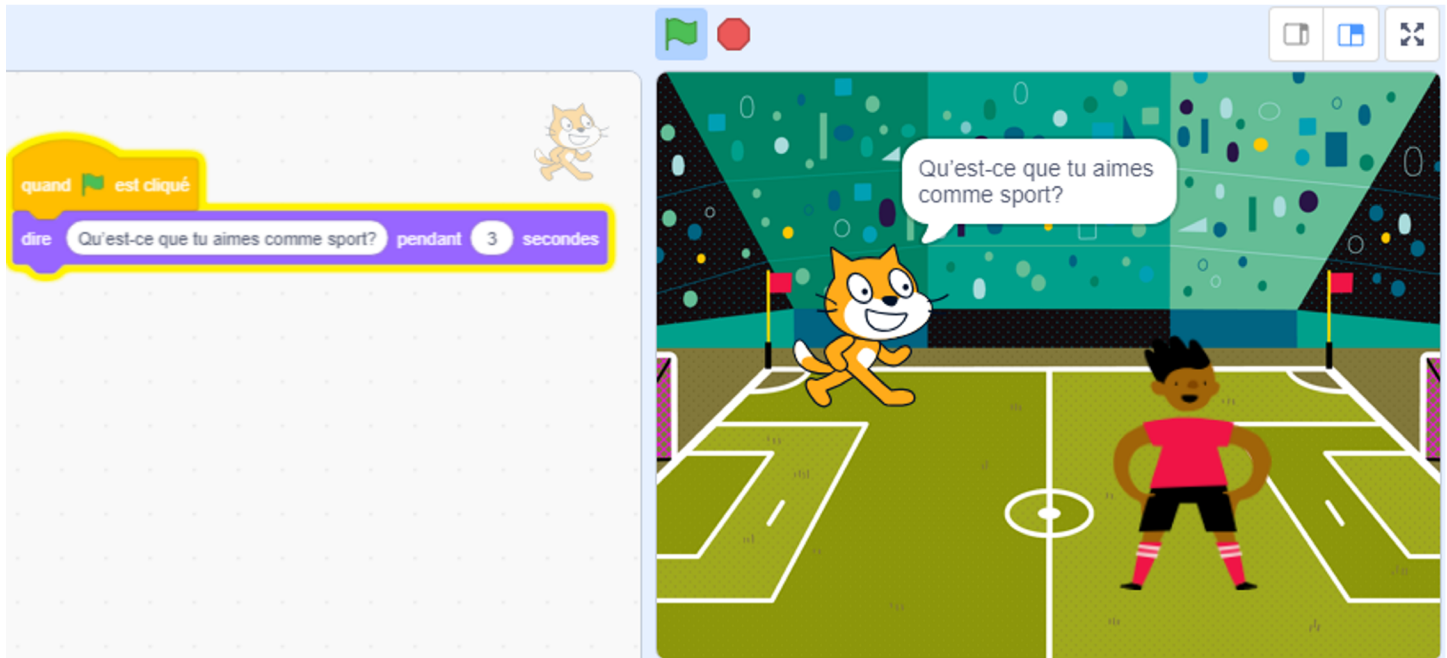 quand est cliqué
dire Qu'est-ce que tu aimes comme sport? pendant 3 secondes
Qu'est-ce que tu aimes
comme sport?